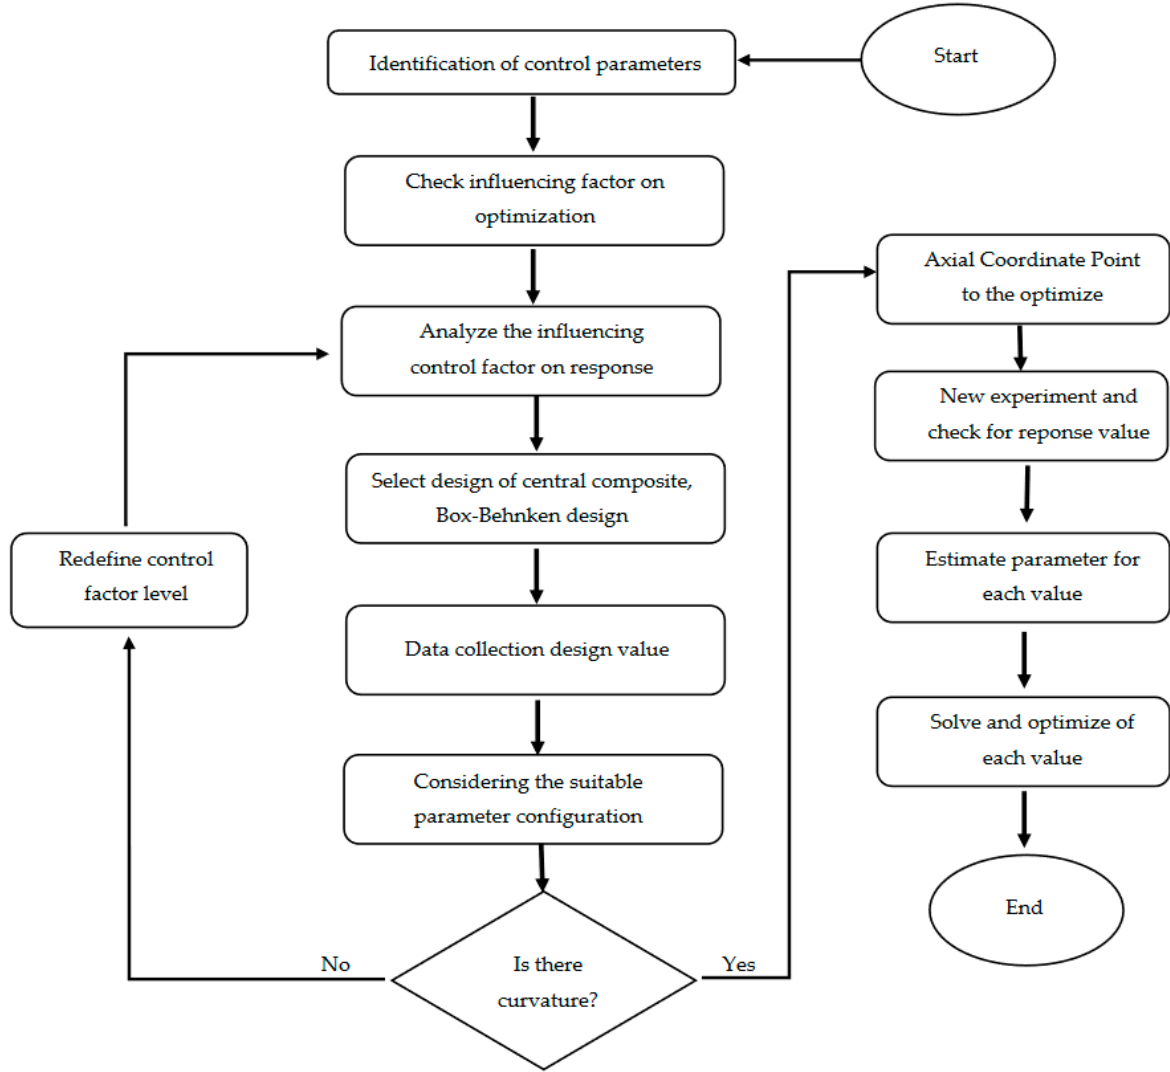 Start
Identification of control parameters
Check influencing factor on
optimization
Analyze the influencing
control factor on response
Select design of central composite,
Box-Behnken design
Data collection design value
Considering the suitable
parameter configuration
Is there
curvature?
No
Yes
Redefine control
factor level
Axial Coordinate Point
to the optimize
New experiment and
check for reponse value
Estimate parameter for
each value
Solve and optimize of
each value
End